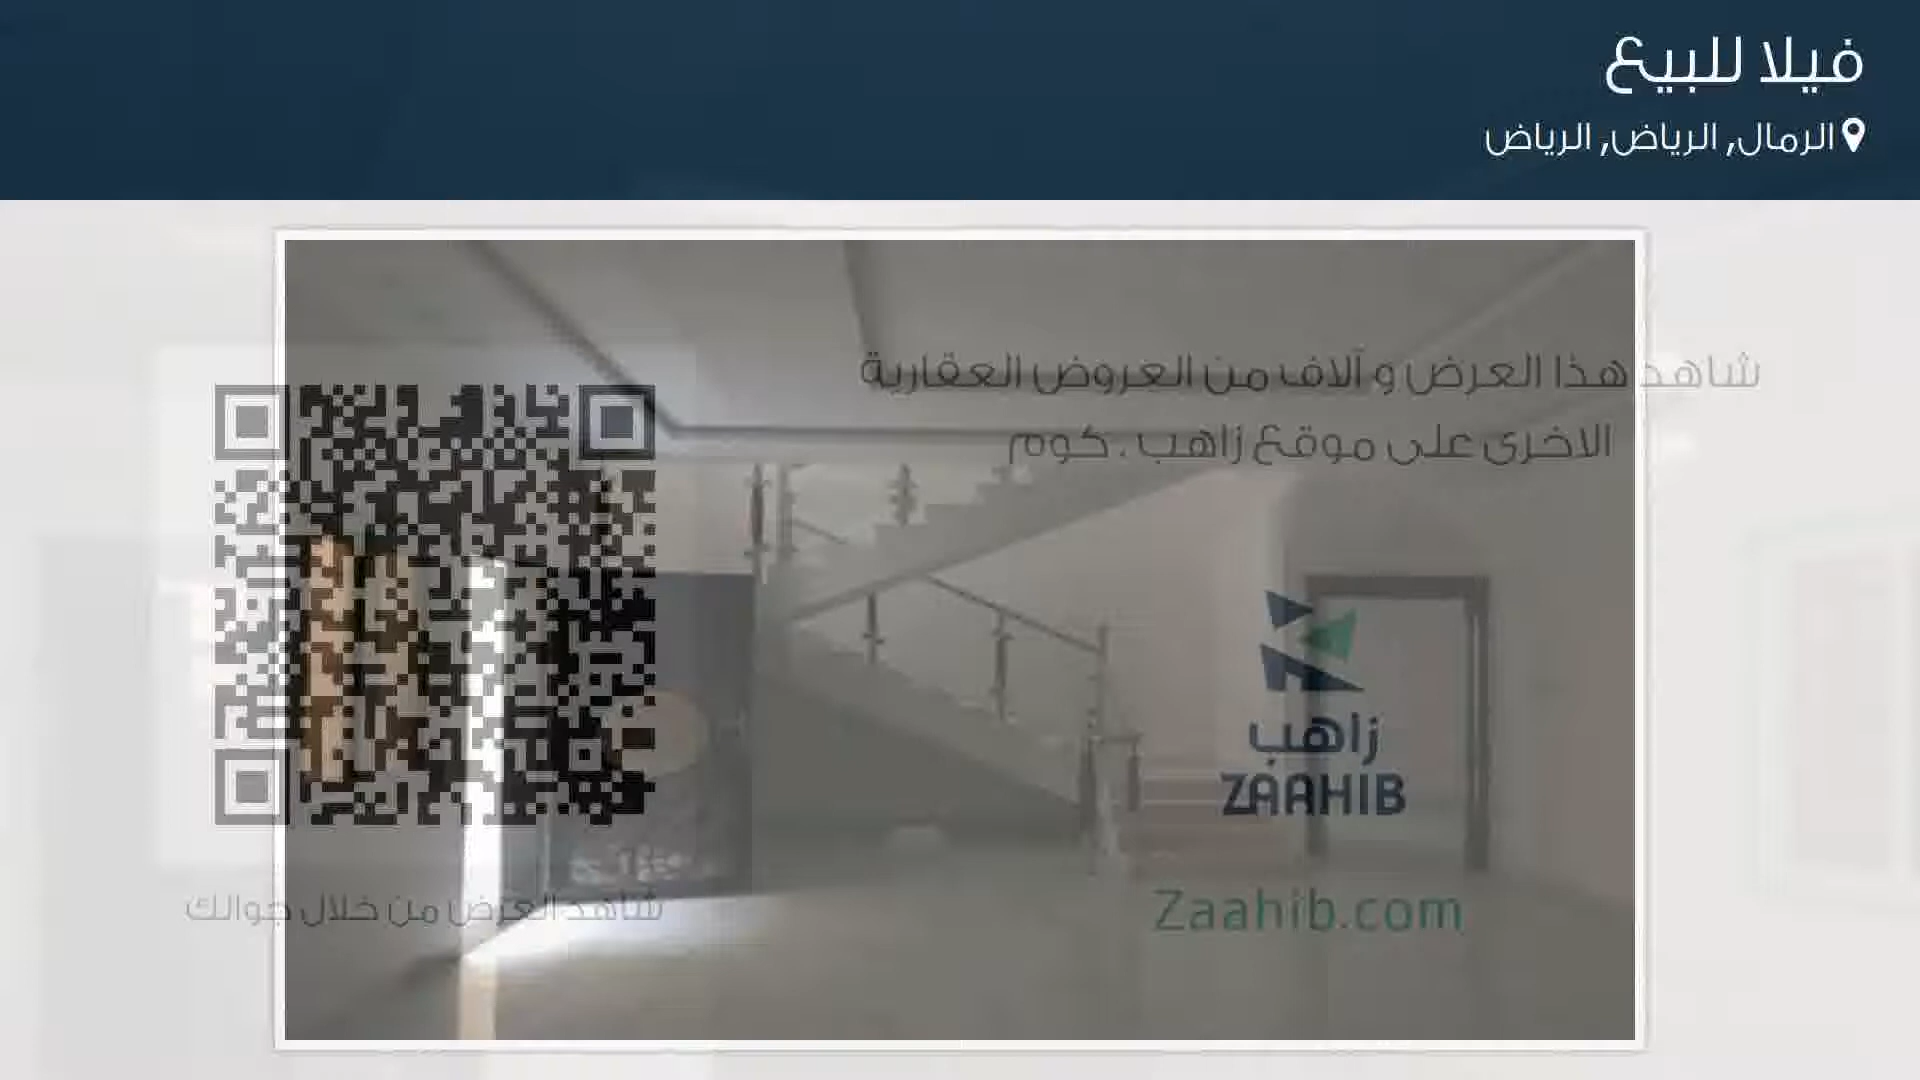 فيلا للبيع
الرمال, الرياض, الرياض
شاهد هذا العرض و آلاف من العروض العقارية
الاخرى على موقع زاهب . كوم
زاهب
ZAAHIB
Zaahib.com
شاهد العرض من خلال جوالك